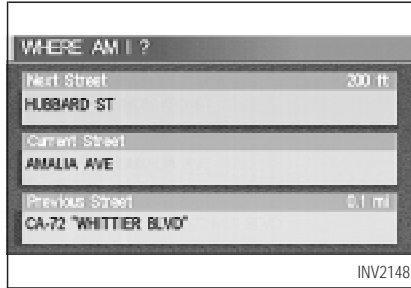 WHERE AM I ?
Next Street 200 ft
HUBBARD ST
Current Street
AMALIA AVE
Previous Street 0.1 mi
CA-72 "WHITTIER BLVD"
INV2148